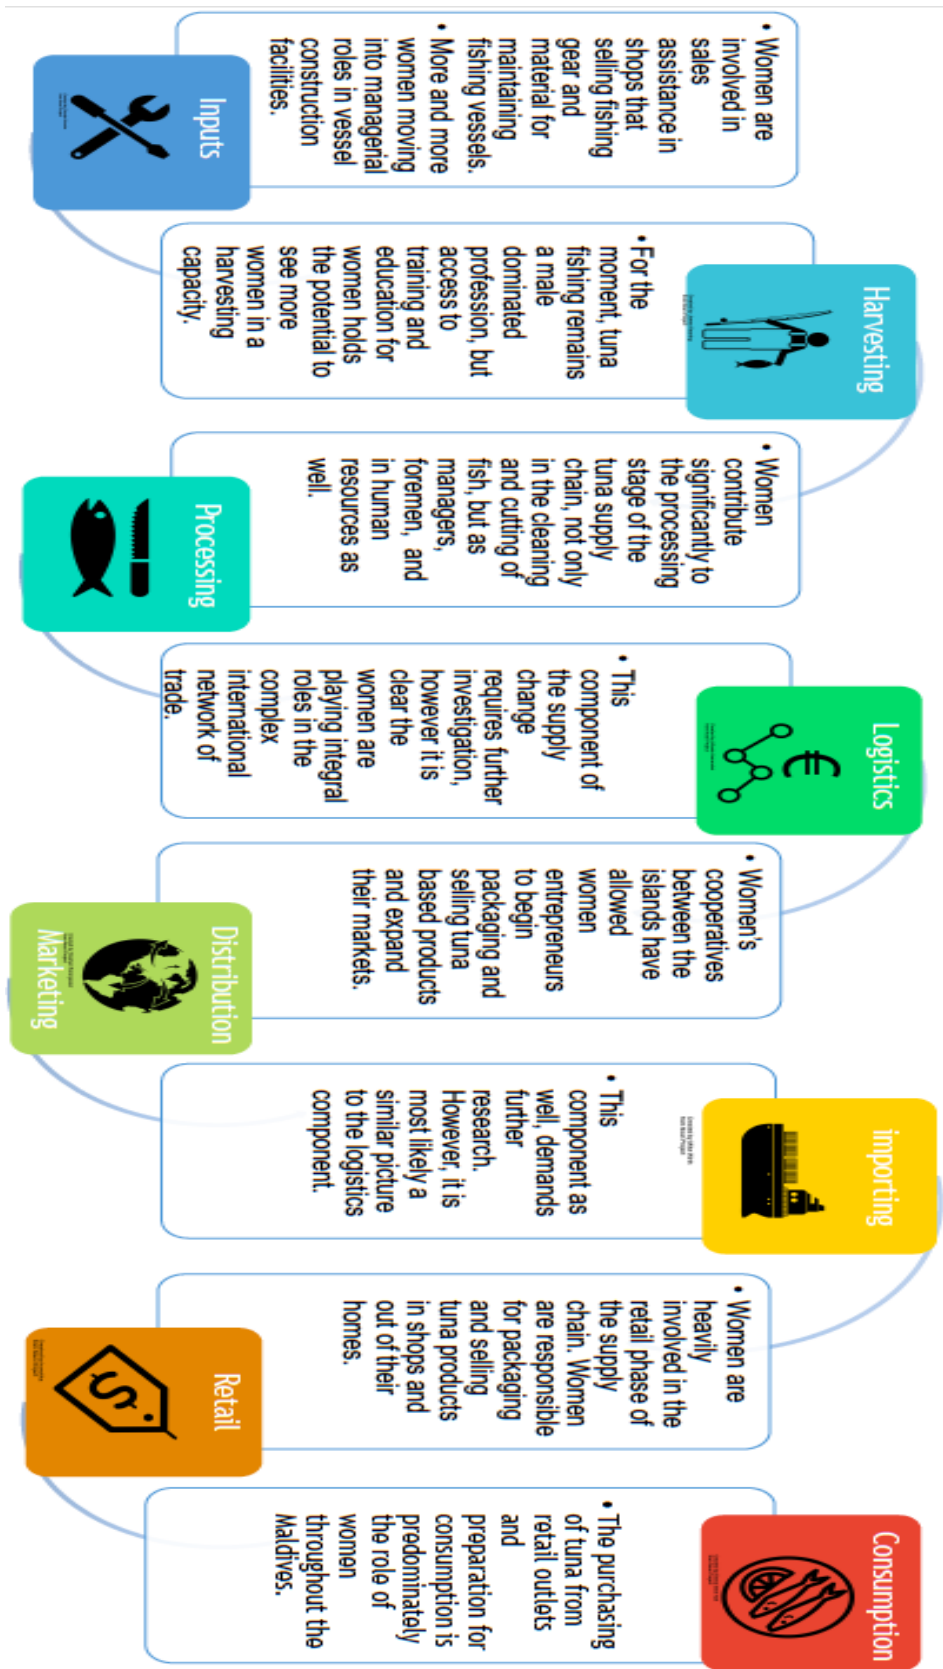 • Women are
involved in
sales
assistance in
shops that
selling fishing
gear and
material for
maintaining
fishing vessels.
• More and more
women moving
into managerial
roles in vessel
construction
facilities.
Inputs
Harvesting
• For the
moment, tuna
fishing remains
a male
dominated
profession, but
access to
training and
education for
women holds
the potential to
see more
women in a
harvesting
capacity.
• Women
contribute
significantly to
the processing
stage of the
tuna supply
chain, not only
in the cleaning
and cutting of
fish, but as
managers,
foremen, and
in human
resources as
well.
Processing
Logistics
• This
component of
the supply
change
requires further
investigation,
however it is
clear the
women are
playing integral
roles in the
complex
international
network of
trade.
• Women's
cooperatives
between the
islands have
allowed
women
entrepreneurs
to begin
packaging and
selling tuna
based products
and expand
their markets.
Distribution
Marketing
importing
• This
component as
well, demands
further
research.
However, it is
most likely a
similar picture
to the logistics
component.
• Women are
heavily
involved in the
retail phase of
the supply
chain. Women
are responsible
for packaging
and selling
tuna products
in shops and
out of their
homes.
Retail
$
Consumption
• The purchasing
of tuna from
retail outlets
and
preparation for
consumption is
predominately
the role of
women
throughout the
Maldives.